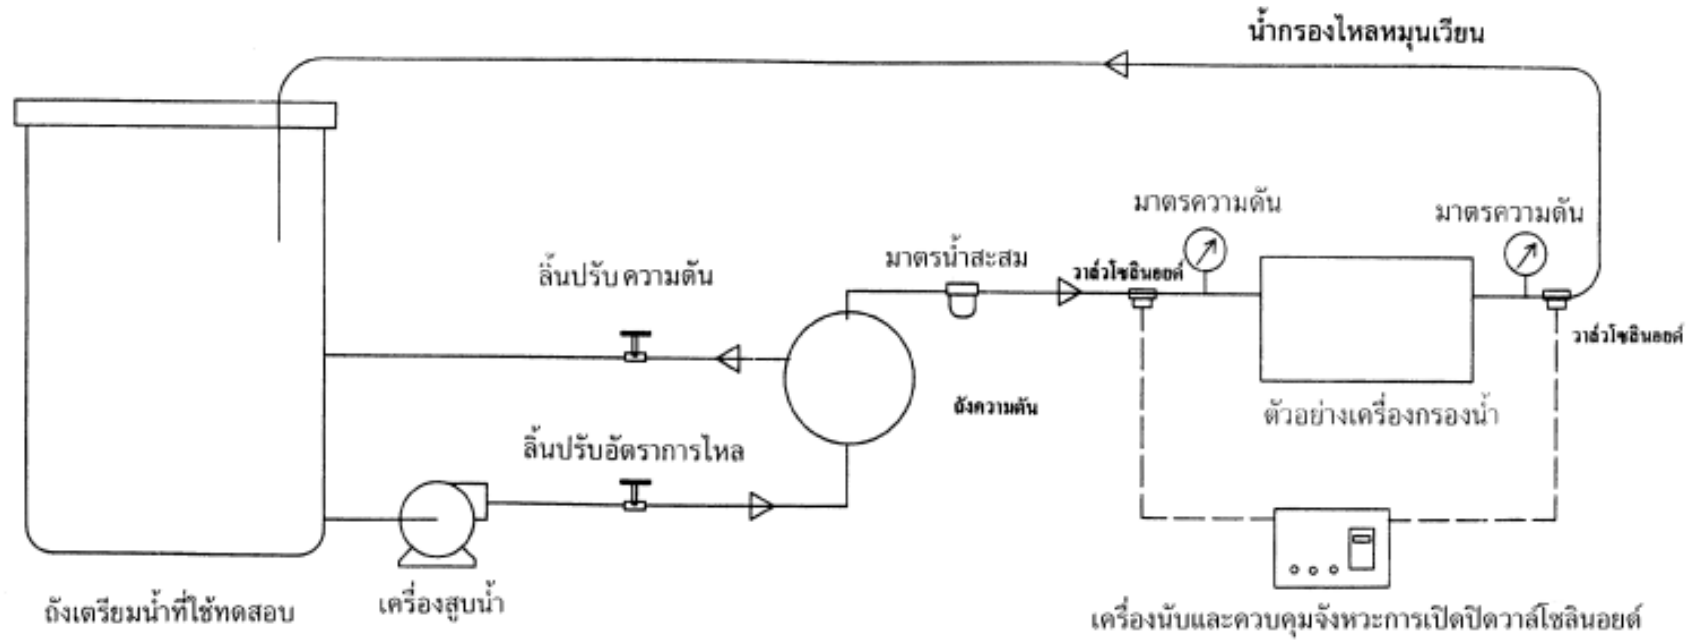 น้ำกรองไหลหมุนเวียน
มาตรความดัน
มาตรความดัน
มาตรน้ำสะสม
วาล์วโซลินอยด์
ลิ้นปรับความดัน
วาล์วโซลินอยด์
ถังความดัน
ตัวอย่างเครื่องกรองน้ำ
ลิ้นปรับอัตราการไหล
ถังเตรียมน้ำที่ใช้ทดสอบ
เครื่องสูบน้ำ
เครื่องนับและควบคุมจังหวะการเปิดปิดวาล์โซลินอยด์